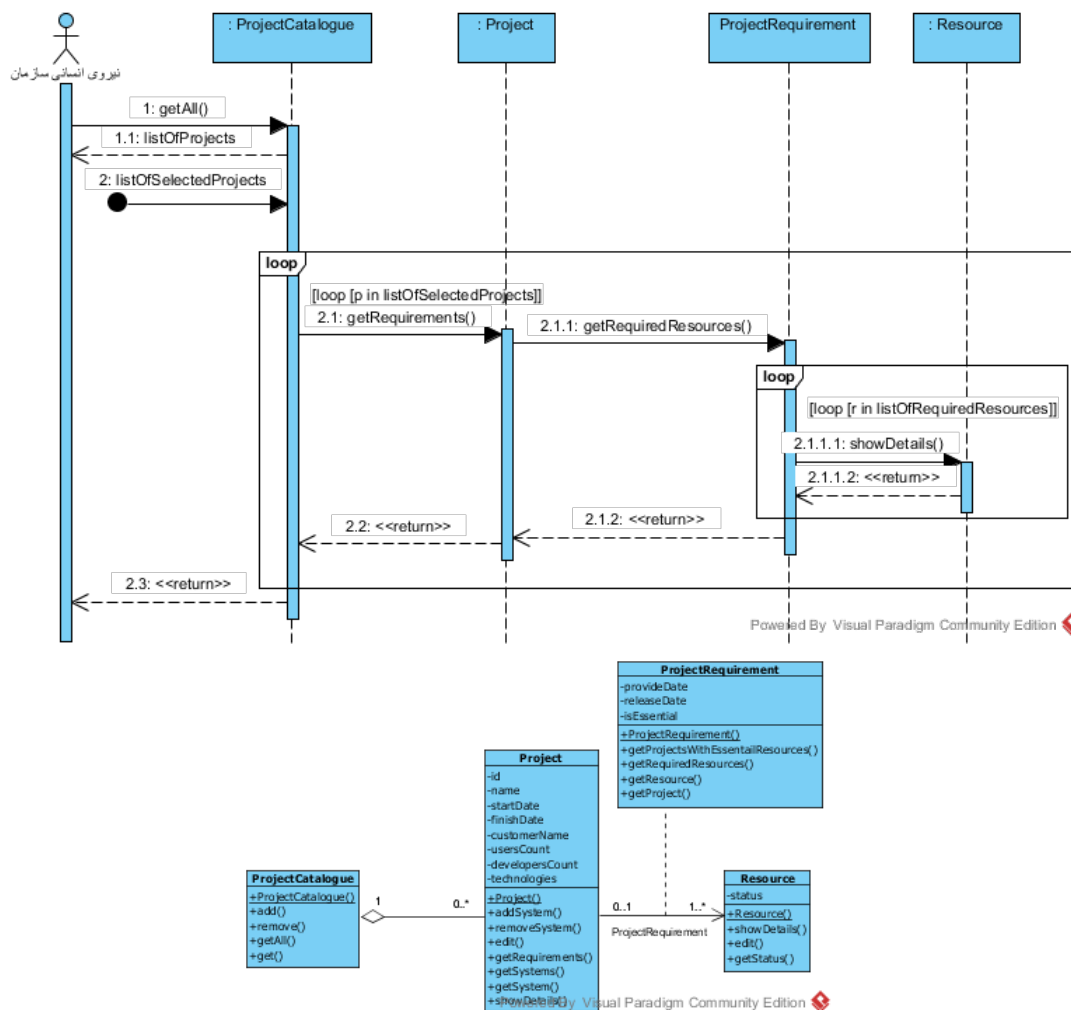 : ProjectCatalogue
: Project
ProjectRequirement
: Resource
نیروی انسانی سازمان
1: getAll()
1.1: listOfProjects
2: listOfSelectedProjects
loop
[loop [p in listOfSelectedProjects]]
2.1: getRequirements()
2.1.1: getRequiredResources()
loop
[loop [r in listOfRequiredResources]]
2.1.1.1: showDetails()
2.1.1.2: <<return>>
2.1.2: <<return>>
2.2: <<return>>
2.3: <<return>>
Powered By Visual Paradigm Community Edition
ProjectRequirement
-provideDate
-releaseDate
-isEssential
+ProjectRequirement()
+getProjectsWithEssentailResources()
+getRequiredResources()
+getResource()
+getProject()
Project
-id
-name
-startDate
-finishDate
-customerName
-usersCount
-developersCount
-technologies
+Project()
+addSystem()
+removeSystem()
+edit()
+getRequirements()
+getSystems()
+getSystem()
+showDetails()
ProjectCatalogue
+ProjectCatalogue()
+add()
+remove()
+getAll()
+get()
1
0..*
0..1
1..*
ProjectRequirement
Resource
-status
+Resource()
+showDetails()
+edit()
+getStatus()
Powered By Visual Paradigm Community Edition